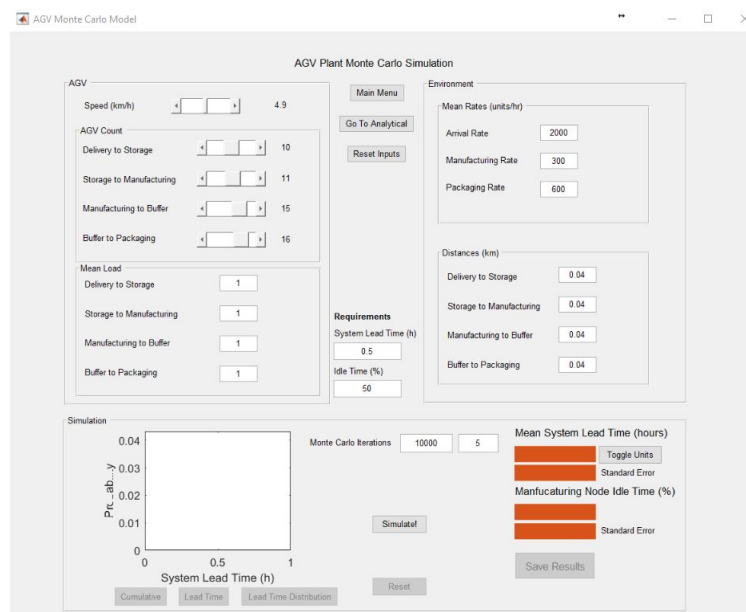 AGV Monte Carlo Model
AGV Plant Monte Carlo Simulation
AGV
Speed (km/h) 4.9
AGV Count
Delivery to Storage 10
Storage to Manufacturing 11
Manufacturing to Buffer 15
Buffer to Packaging 16
Mean Load
Delivery to Storage 1
Storage to Manufacturing 1
Manufacturing to Buffer 1
Buffer to Packaging 1
Main Menu
Go To Analytical
Reset Inputs
Requirements
System Lead Time (h)
0.5
Idle Time (%)
50
Environment
Mean Rates (units/hr)
Arrival Rate 2000
Manufacturing Rate 300
Packaging Rate 600
Distances (km)
Delivery to Storage 0.04
Storage to Manufacturing 0.04
Manufacturing to Buffer 0.04
Buffer to Packaging 0.04
Simulation
0.04
0.03
0.02
0.01
0
0 0.5 1
System Lead Time (h)
Cumulative Lead Time Lead Time Distribution
Monte Carlo Iterations 10000 5
Simulate!
Reset
Mean System Lead Time (hours)
Toggle Units
Standard Error
Manfucaturing Node Idle Time (%)
Standard Error
Save Results